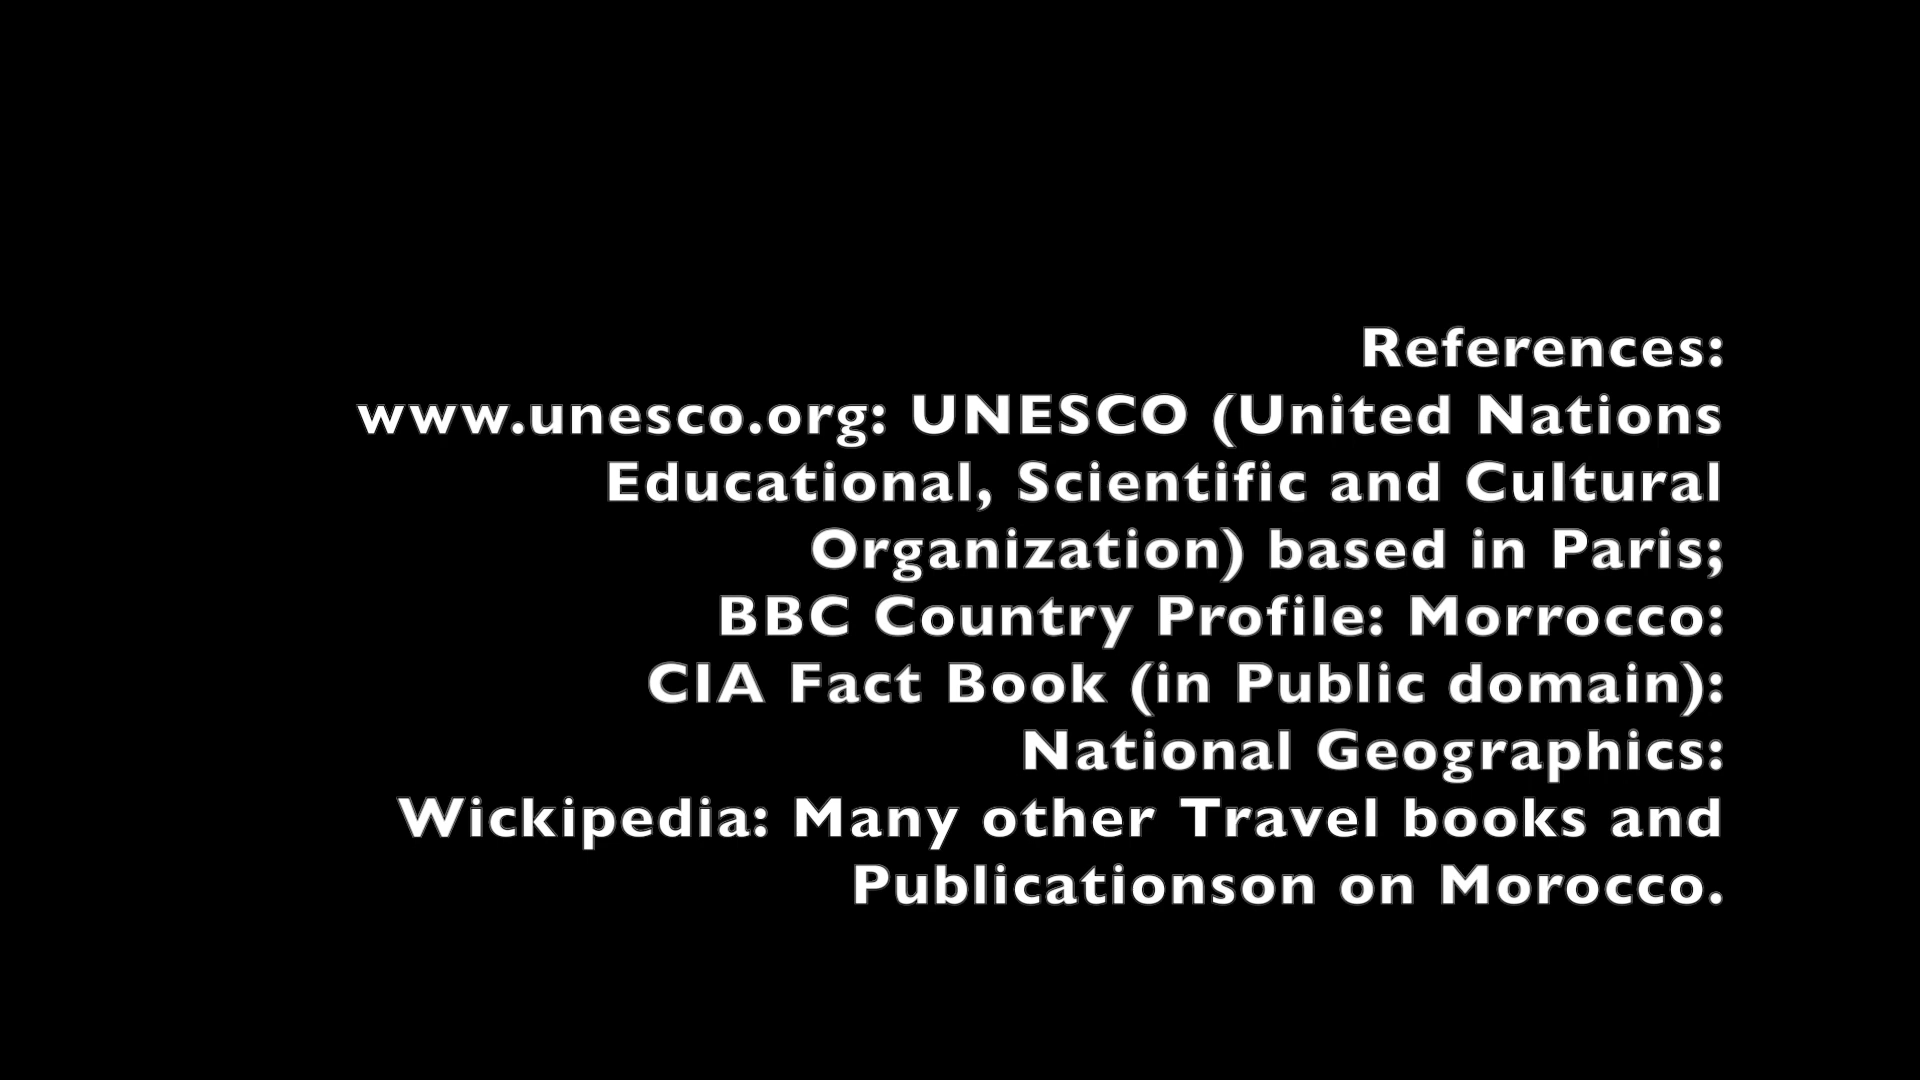 References:
www.unesco.org: UNESCO (United Nations
Educational, Scientific and Cultural
Organization) based in Paris;
BBC Country Profile: Morrocco:
CIA Fact Book (in Public domain):
National Geographics:
Wickipedia: Many other Travel books and
Publicationson on Morocco.